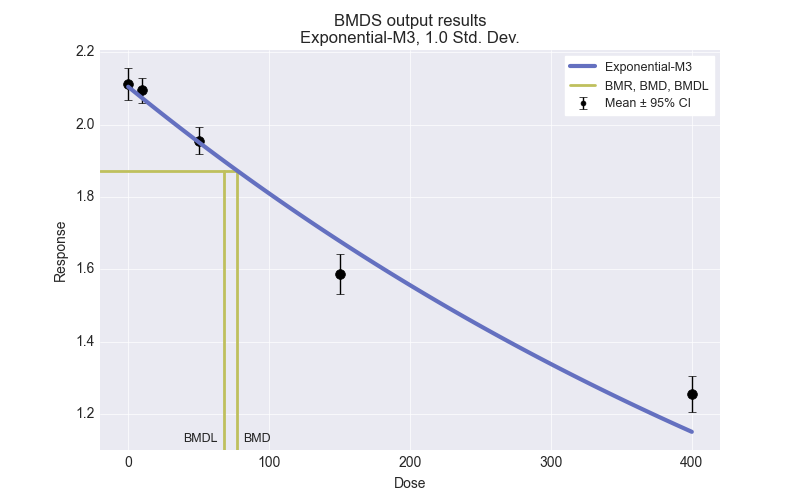 BMDS output results
Exponential-M3, 1.0 Std. Dev.
Exponential-M3
BMR, BMD, BMDL
Mean ± 95% CI
2.2
2.0
1.8
1.6
1.4
1.2
Response
BMDL
BMD
0
100
200
300
400
Dose